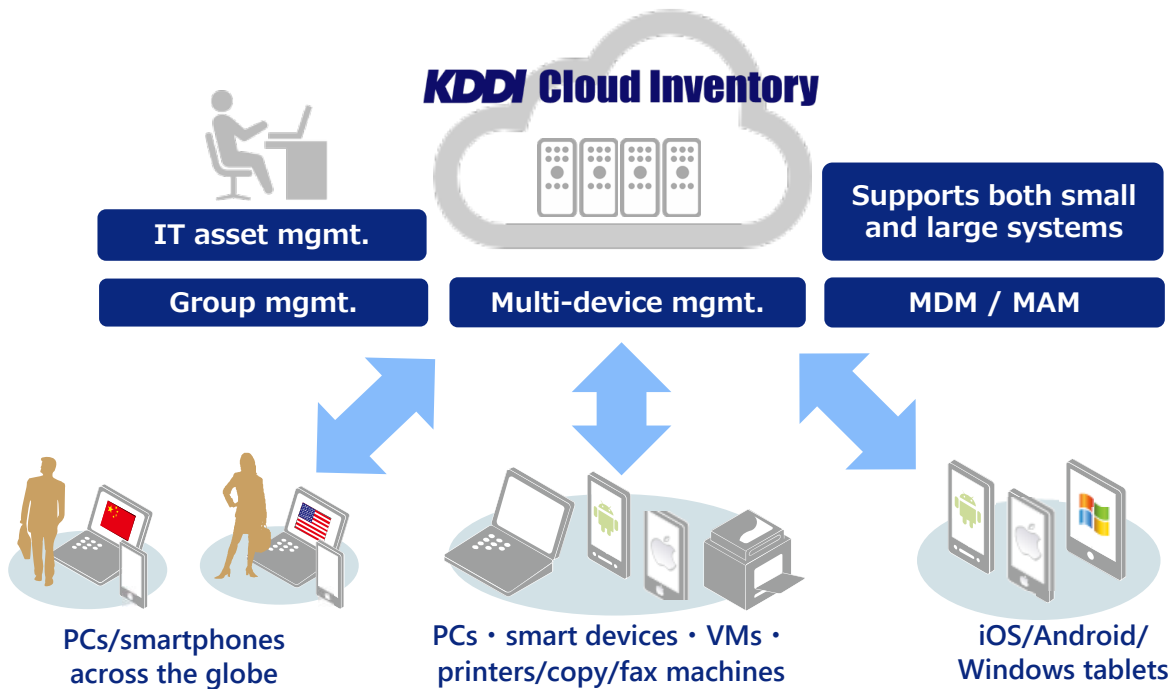 KDDI Cloud Inventory
IT asset mgmt.
Supports both small
and large systems
Group mgmt.
Multi-device mgmt.
MDM / MAM
PCs/smartphones
across the globe
PCs・smart devices・VMs・
printers/copy/fax machines
iOS/Android/
Windows tablets